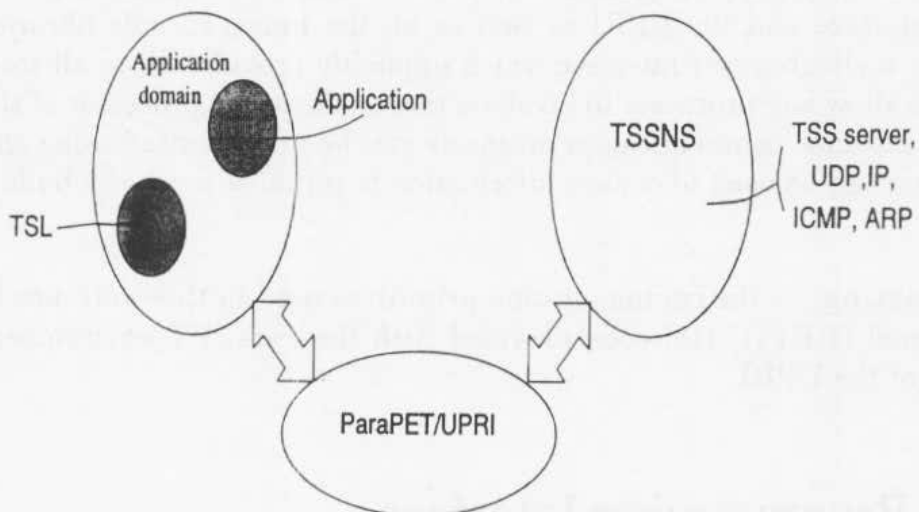 Application
domain
Application
TSL
TSSNS
TSS server
UDP,IP,
ICMP, ARP
ParaPET/UPRI